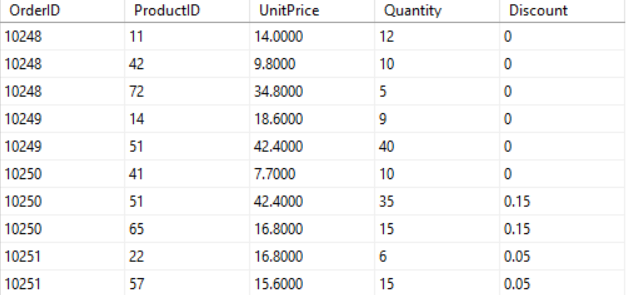 OrderID ProductID UnitPrice Quantity Discount
10248 11 14.0000 12 0
10248 42 9.8000 10 0
10248 72 34.8000 5 0
10249 14 18.6000 9 0
10249 51 42.4000 40 0
10250 41 7.7000 10 0
10250 51 42.4000 35 0.15
10250 65 16.8000 15 0.15
10251 22 16.8000 6 0.05
10251 57 15.6000 15 0.05